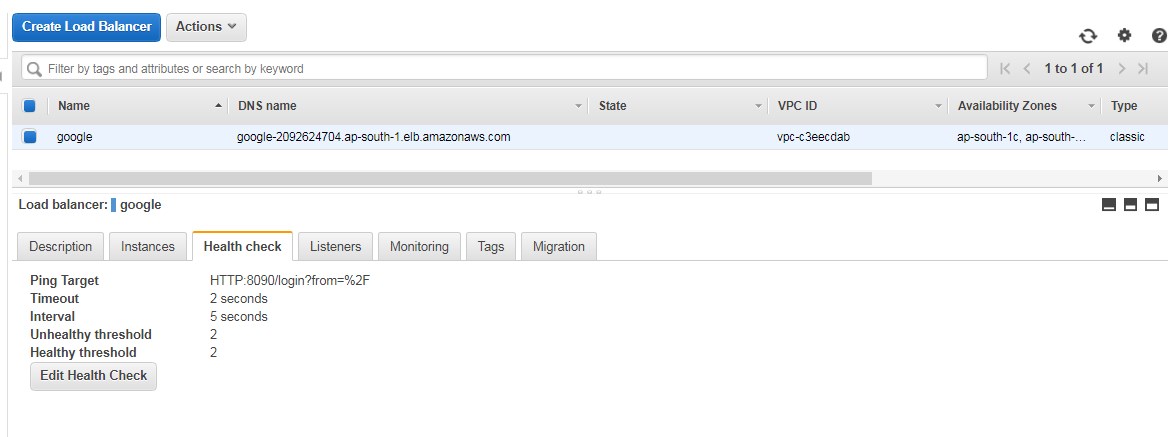 Create Load Balancer Actions
Filter by tags and attributes or search by keyword 1 to 1 of 1
Name DNS name State VPC ID Availability Zones Type
google google-2092624704.ap-south-1.elb.amazonaws.com vpc-c3eecdab ap-south-1c, ap-south-... classic
Load balancer: google
Description Instances Health check Listeners Monitoring Tags Migration
Ping Target HTTP:8090/login?from=%2F
Timeout 2 seconds
Interval 5 seconds
Unhealthy threshold 2
Healthy threshold 2
Edit Health Check